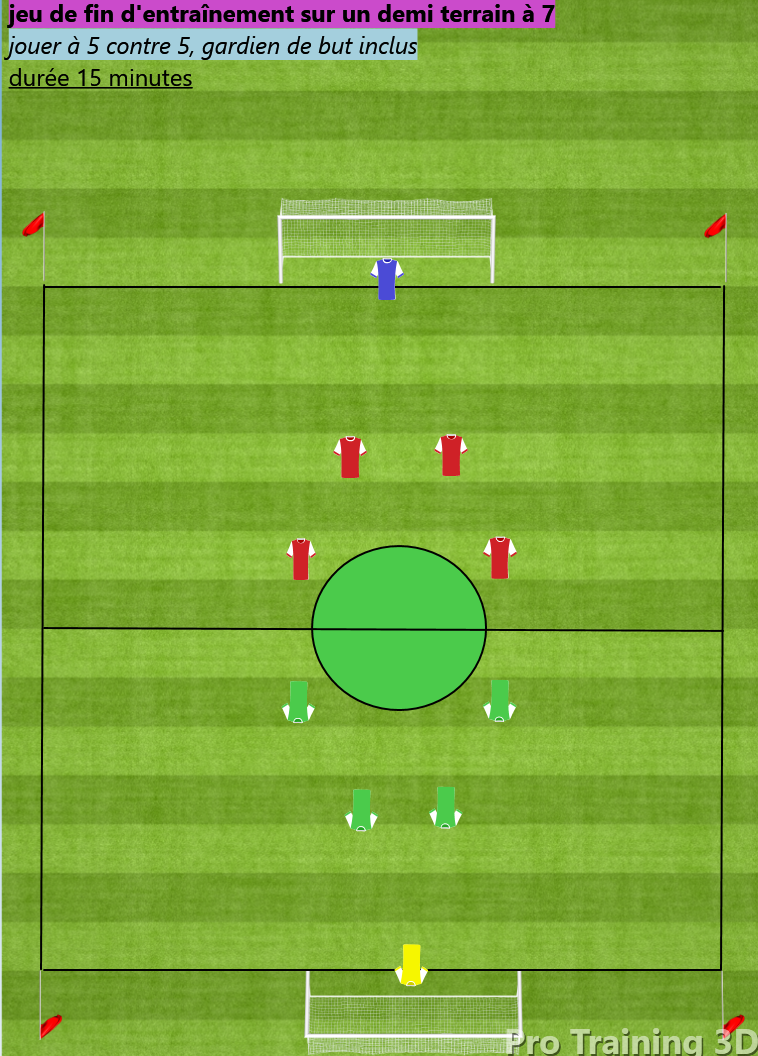 jeu de fin d'entraînement sur un demi terrain à 7
jouer à 5 contre 5, gardien de but inclus
durée 15 minutes
Pro Training 3D